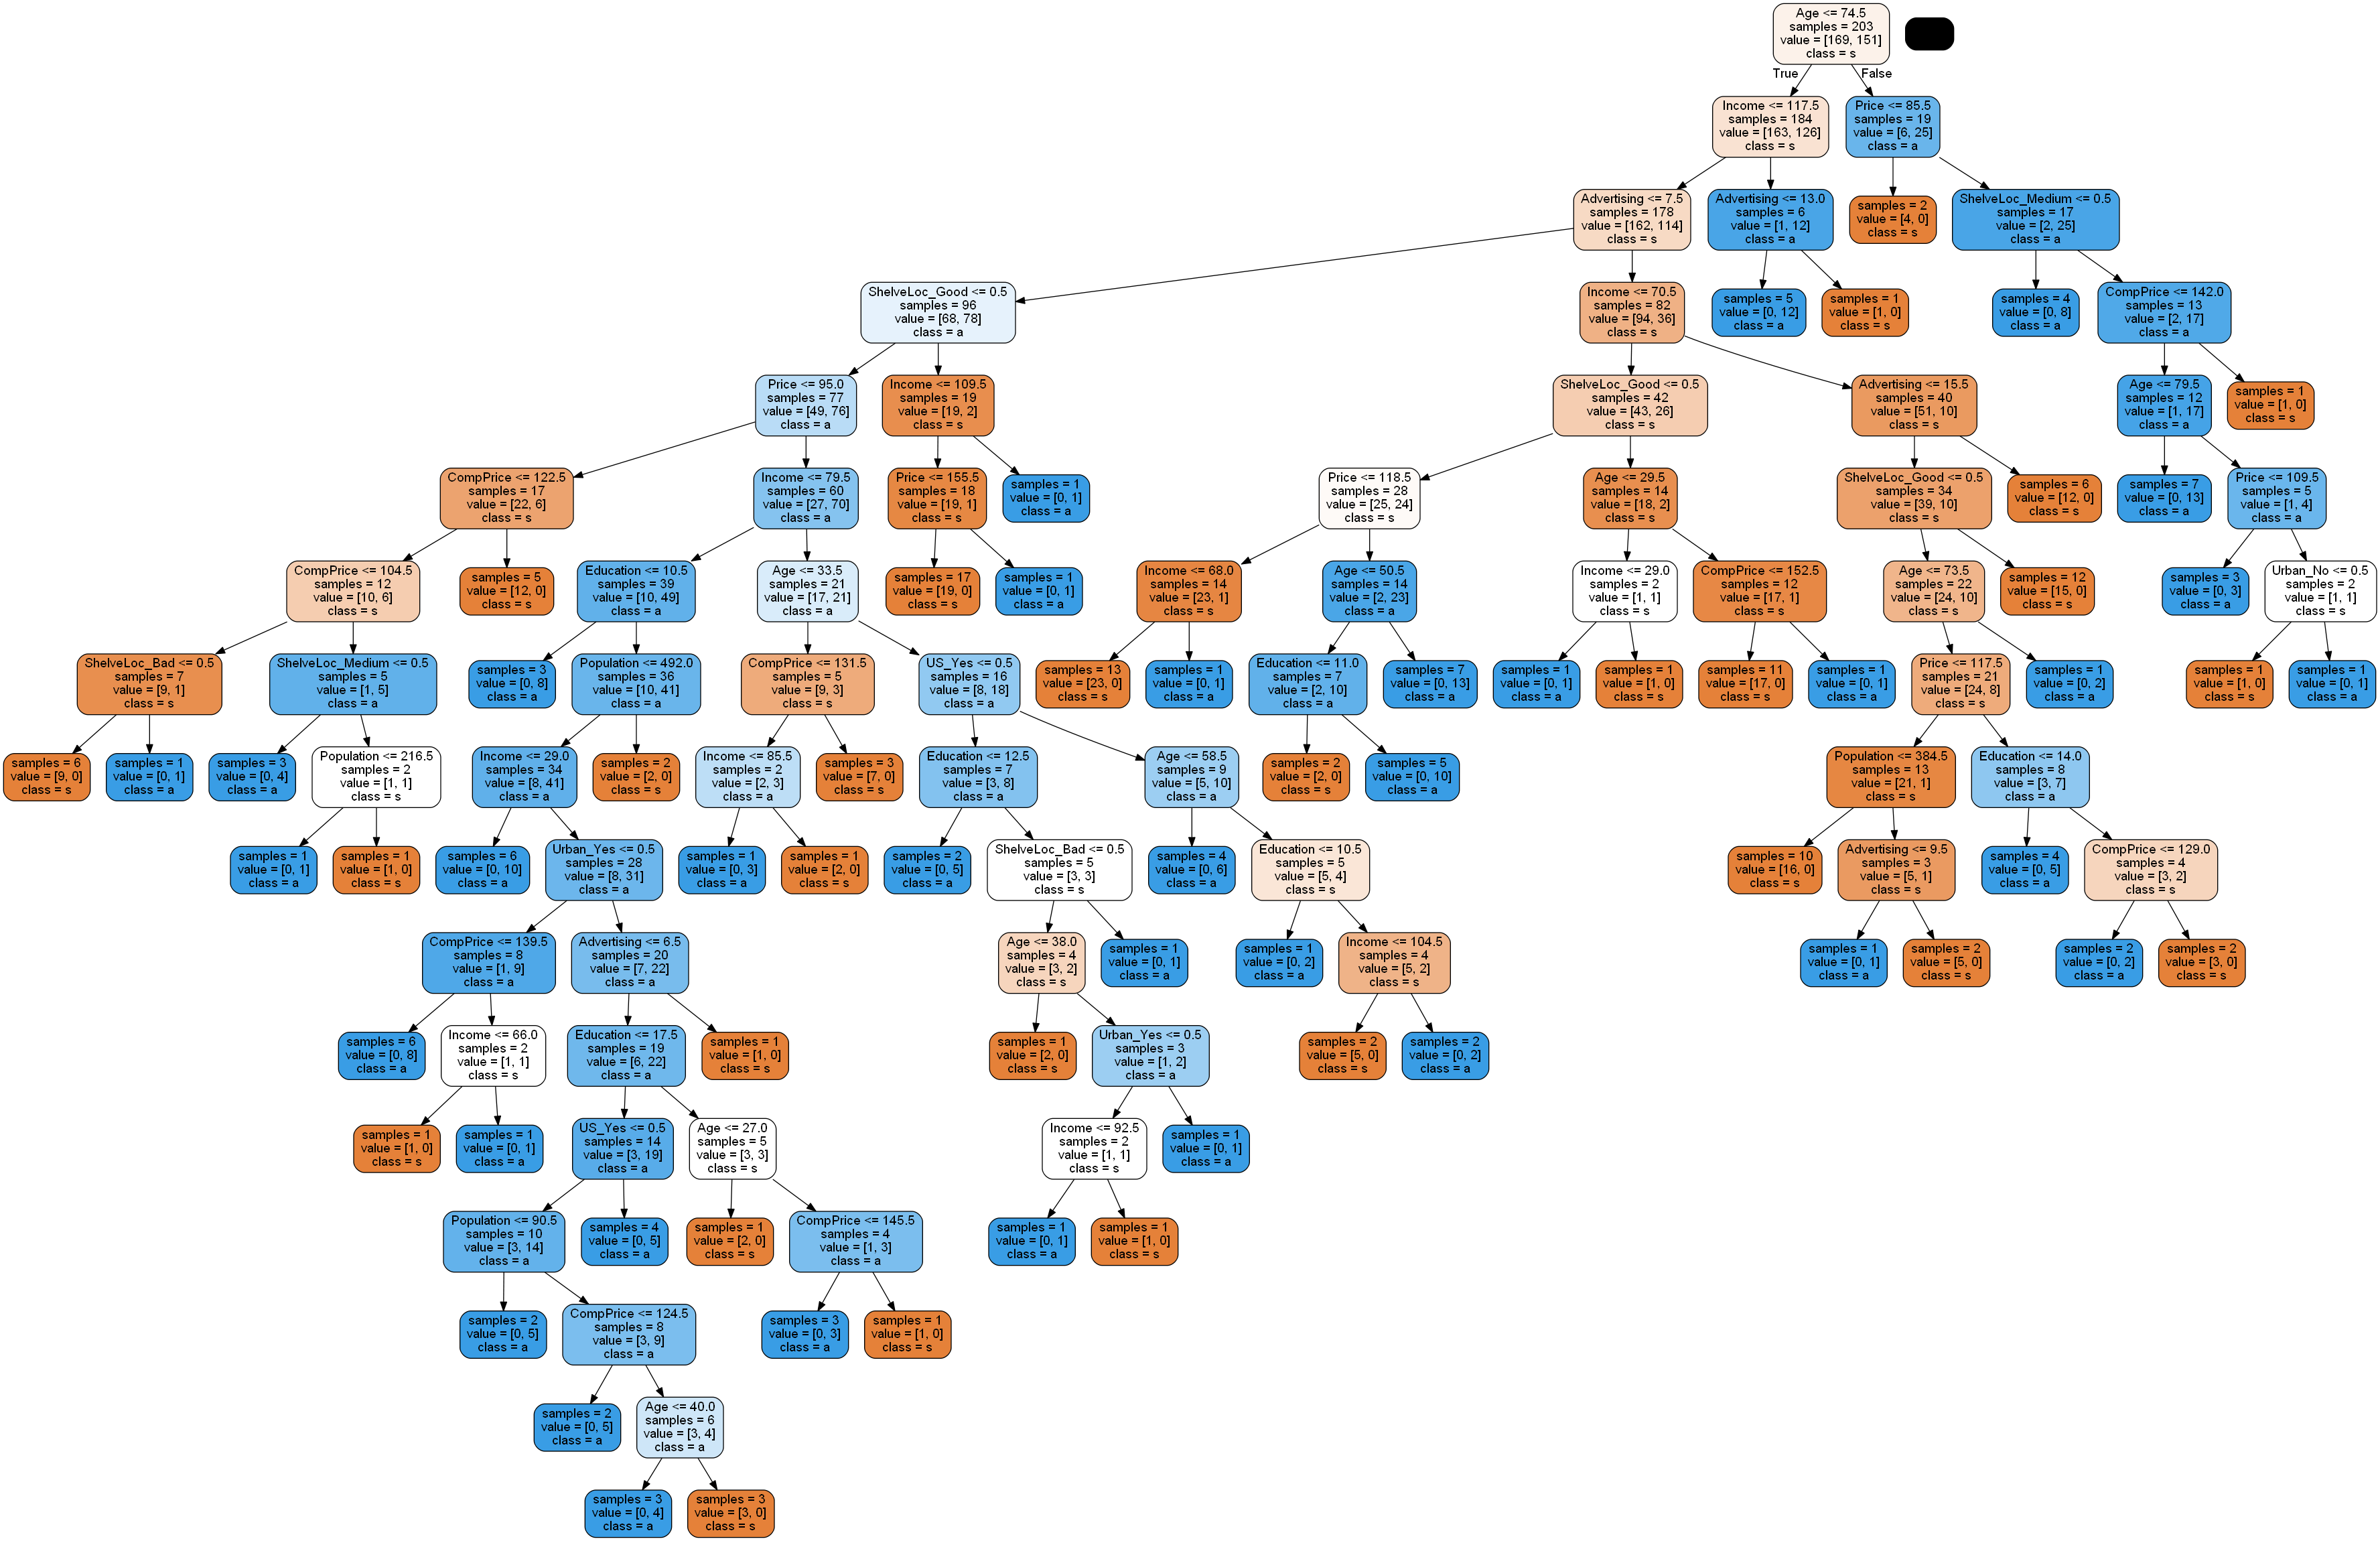 Age <= 74.5
samples = 203
value = [169, 151]
class = s
True
False
Income <= 117.5
samples = 184
value = [163, 126]
class = s
Price <= 85.5
samples = 19
value = [6, 25]
class = a
Advertising <= 7.5
samples = 178
value = [162, 114]
class = s
Advertising <= 13.0
samples = 6
value = [1, 12]
class = a
samples = 2
value = [4, 0]
class = s
ShelveLoc_Medium <= 0.5
samples = 17
value = [2, 25]
class = a
ShelveLoc_Good <= 0.5
samples = 96
value = [68, 78]
class = a
Income <= 70.5
samples = 82
value = [94, 36]
class = s
samples = 5
value = [0, 12]
class = a
samples = 1
value = [1, 0]
class = s
samples = 4
value = [0, 8]
class = a
CompPrice <= 142.0
samples = 13
value = [2, 17]
class = a
Price <= 95.0
samples = 77
value = [49, 76]
class = a
Income <= 109.5
samples = 19
value = [19, 2]
class = s
ShelveLoc_Good <= 0.5
samples = 42
value = [43, 26]
class = s
Advertising <= 15.5
samples = 40
value = [51, 10]
class = s
Age <= 79.5
samples = 12
value = [1, 17]
class = a
samples = 1
value = [1, 0]
class = s
CompPrice <= 122.5
samples = 17
value = [22, 6]
class = s
Income <= 79.5
samples = 60
value = [27, 70]
class = a
Price <= 155.5
samples = 18
value = [19, 1]
class = s
samples = 1
value = [0, 1]
class = a
Price <= 118.5
samples = 28
value = [25, 24]
class = s
Age <= 29.5
samples = 14
value = [18, 2]
class = s
ShelveLoc_Good <= 0.5
samples = 34
value = [39, 10]
class = s
samples = 6
value = [12, 0]
class = s
samples = 7
value = [0, 13]
class = a
Price <= 109.5
samples = 5
value = [1, 4]
class = a
CompPrice <= 104.5
samples = 12
value = [10, 6]
class = s
samples = 5
value = [12, 0]
class = s
Education <= 10.5
samples = 39
value = [10, 49]
class = a
Age <= 33.5
samples = 21
value = [17, 21]
class = a
samples = 17
value = [19, 0]
class = s
samples = 1
value = [0, 1]
class = a
Income <= 68.0
samples = 14
value = [23, 1]
class = s
Age <= 50.5
samples = 14
value = [2, 23]
class = a
Income <= 29.0
samples = 2
value = [1, 1]
class = s
CompPrice <= 152.5
samples = 12
value = [17, 1]
class = s
Age <= 73.5
samples = 22
value = [24, 10]
class = s
samples = 12
value = [15, 0]
class = s
samples = 3
value = [0, 3]
class = a
Urban_No <= 0.5
samples = 2
value = [1, 1]
class = s
ShelveLoc_Bad <= 0.5
samples = 7
value = [9, 1]
class = s
ShelveLoc_Medium <= 0.5
samples = 5
value = [1, 5]
class = a
samples = 3
value = [0, 8]
class = a
Population <= 492.0
samples = 36
value = [10, 41]
class = a
CompPrice <= 131.5
samples = 5
value = [9, 3]
class = s
US_Yes <= 0.5
samples = 16
value = [8, 18]
class = a
samples = 13
value = [23, 0]
class = s
samples = 1
value = [0, 1]
class = a
Education <= 11.0
samples = 7
value = [2, 10]
class = a
samples = 7
value = [0, 13]
class = a
samples = 1
value = [0, 1]
class = a
samples = 1
value = [1, 0]
class = s
samples = 11
value = [17, 0]
class = s
samples = 1
value = [0, 1]
class = a
Price <= 117.5
samples = 21
value = [24, 8]
class = s
samples = 1
value = [0, 2]
class = a
samples = 1
value = [1, 0]
class = s
samples = 1
value = [0, 1]
class = a
samples = 6
value = [9, 0]
class = s
samples = 1
value = [0, 1]
class = a
samples = 3
value = [0, 4]
class = a
Population <= 216.5
samples = 2
value = [1, 1]
class = s
Income <= 29.0
samples = 34
value = [8, 41]
class = a
samples = 2
value = [2, 0]
class = s
Income <= 85.5
samples = 2
value = [2, 3]
class = a
samples = 3
value = [7, 0]
class = s
Education <= 12.5
samples = 7
value = [3, 8]
class = a
Age <= 58.5
samples = 9
value = [5, 10]
class = a
samples = 2
value = [2, 0]
class = s
samples = 5
value = [0, 10]
class = a
Population <= 384.5
samples = 13
value = [21, 1]
class = s
Education <= 14.0
samples = 8
value = [3, 7]
class = a
samples = 1
value = [0, 1]
class = a
samples = 1
value = [1, 0]
class = s
samples = 6
value = [0, 10]
class = a
Urban_Yes <= 0.5
samples = 28
value = [8, 31]
class = a
samples = 1
value = [0, 3]
class = a
samples = 1
value = [2, 0]
class = s
samples = 2
value = [0, 5]
class = a
ShelveLoc_Bad <= 0.5
samples = 5
value = [3, 3]
class = s
samples = 4
value = [0, 6]
class = a
Education <= 10.5
samples = 5
value = [5, 4]
class = s
samples = 10
value = [16, 0]
class = s
Advertising <= 9.5
samples = 3
value = [5, 1]
class = s
samples = 4
value = [0, 5]
class = a
CompPrice <= 129.0
samples = 4
value = [3, 2]
class = s
CompPrice <= 139.5
samples = 8
value = [1, 9]
class = a
Advertising <= 6.5
samples = 20
value = [7, 22]
class = a
Age <= 38.0
samples = 4
value = [3, 2]
class = s
samples = 1
value = [0, 1]
class = a
samples = 1
value = [0, 2]
class = a
Income <= 104.5
samples = 4
value = [5, 2]
class = s
samples = 1
value = [0, 1]
class = a
samples = 2
value = [5, 0]
class = s
samples = 2
value = [0, 2]
class = a
samples = 2
value = [3, 0]
class = s
samples = 6
value = [0, 8]
class = a
Income <= 66.0
samples = 2
value = [1, 1]
class = s
Education <= 17.5
samples = 19
value = [6, 22]
class = a
samples = 1
value = [1, 0]
class = s
samples = 1
value = [2, 0]
class = s
Urban_Yes <= 0.5
samples = 3
value = [1, 2]
class = a
samples = 2
value = [5, 0]
class = s
samples = 2
value = [0, 2]
class = a
samples = 1
value = [1, 0]
class = s
samples = 1
value = [0, 1]
class = a
US_Yes <= 0.5
samples = 14
value = [3, 19]
class = a
Age <= 27.0
samples = 5
value = [3, 3]
class = s
Income <= 92.5
samples = 2
value = [1, 1]
class = s
samples = 1
value = [0, 1]
class = a
Population <= 90.5
samples = 10
value = [3, 14]
class = a
samples = 4
value = [0, 5]
class = a
samples = 1
value = [2, 0]
class = s
CompPrice <= 145.5
samples = 4
value = [1, 3]
class = a
samples = 1
value = [0, 1]
class = a
samples = 1
value = [1, 0]
class = s
samples = 2
value = [0, 5]
class = a
CompPrice <= 124.5
samples = 8
value = [3, 9]
class = a
samples = 3
value = [0, 3]
class = a
samples = 1
value = [1, 0]
class = s
samples = 2
value = [0, 5]
class = a
Age <= 40.0
samples = 6
value = [3, 4]
class = a
samples = 3
value = [0, 4]
class = a
samples = 3
value = [3, 0]
class = s